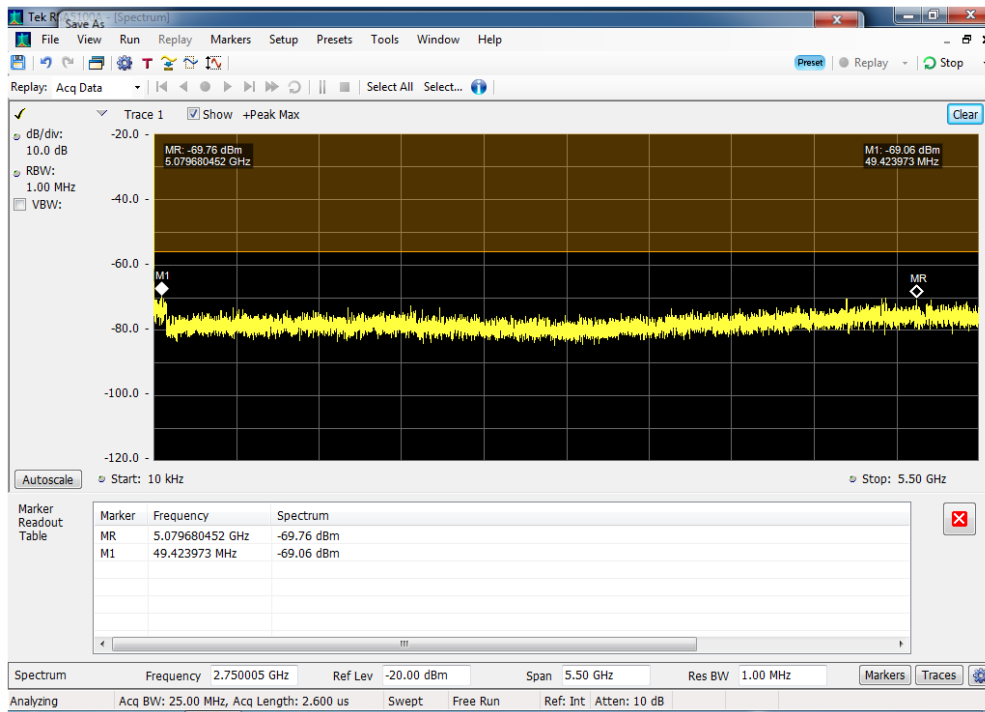 Tek RSA5100A - [Spectrum]
Save As
File View Run Replay Markers Setup Presets Tools Window Help
Preset Replay Stop
Replay: Acq Data Select All Select...
Trace 1 Show +Peak Max Clear
dB/div:
10.0 dB
RBW:
1.00 MHz
VBW:
-20.0
-40.0
-60.0
-80.0
-100.0
-120.0
MR: -69.76 dBm
5.079680452 GHz
M1: -69.06 dBm
49.423973 MHz
M1
MR
Autoscale Start: 10 kHz Stop: 5.50 GHz
Marker
Readout
Table
Marker Frequency Spectrum
MR 5.079680452 GHz -69.76 dBm
M1 49.423973 MHz -69.06 dBm
Spectrum Frequency 2.750005 GHz Ref Lev -20.00 dBm Span 5.50 GHz Res BW 1.00 MHz Markers Traces
Analyzing Acq BW: 25.00 MHz, Acq Length: 2.600 us Swept Free Run Ref: Int Atten: 10 dB